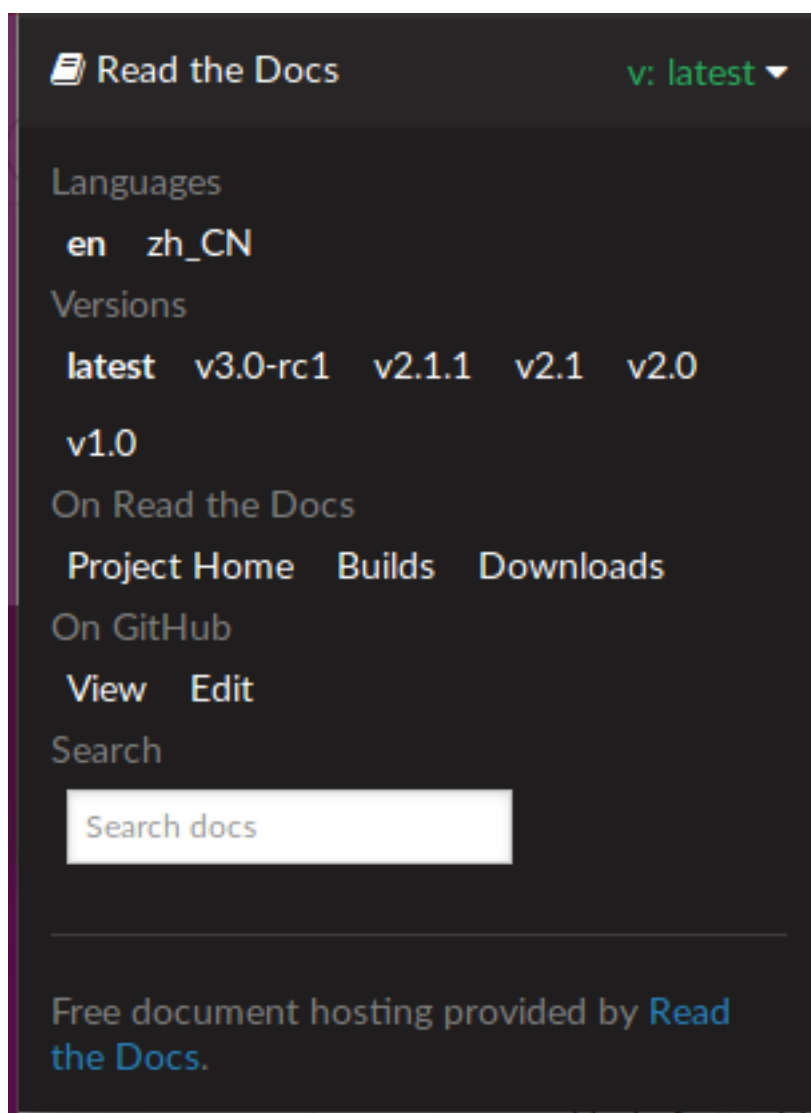 Read the Docs v: latest
Languages
en zh_CN
Versions
latest v3.0-rc1 v2.1.1 v2.1 v2.0
v1.0
On Read the Docs
Project Home Builds Downloads
On GitHub
View Edit
Search
Search docs
Free document hosting provided by Read
the Docs.